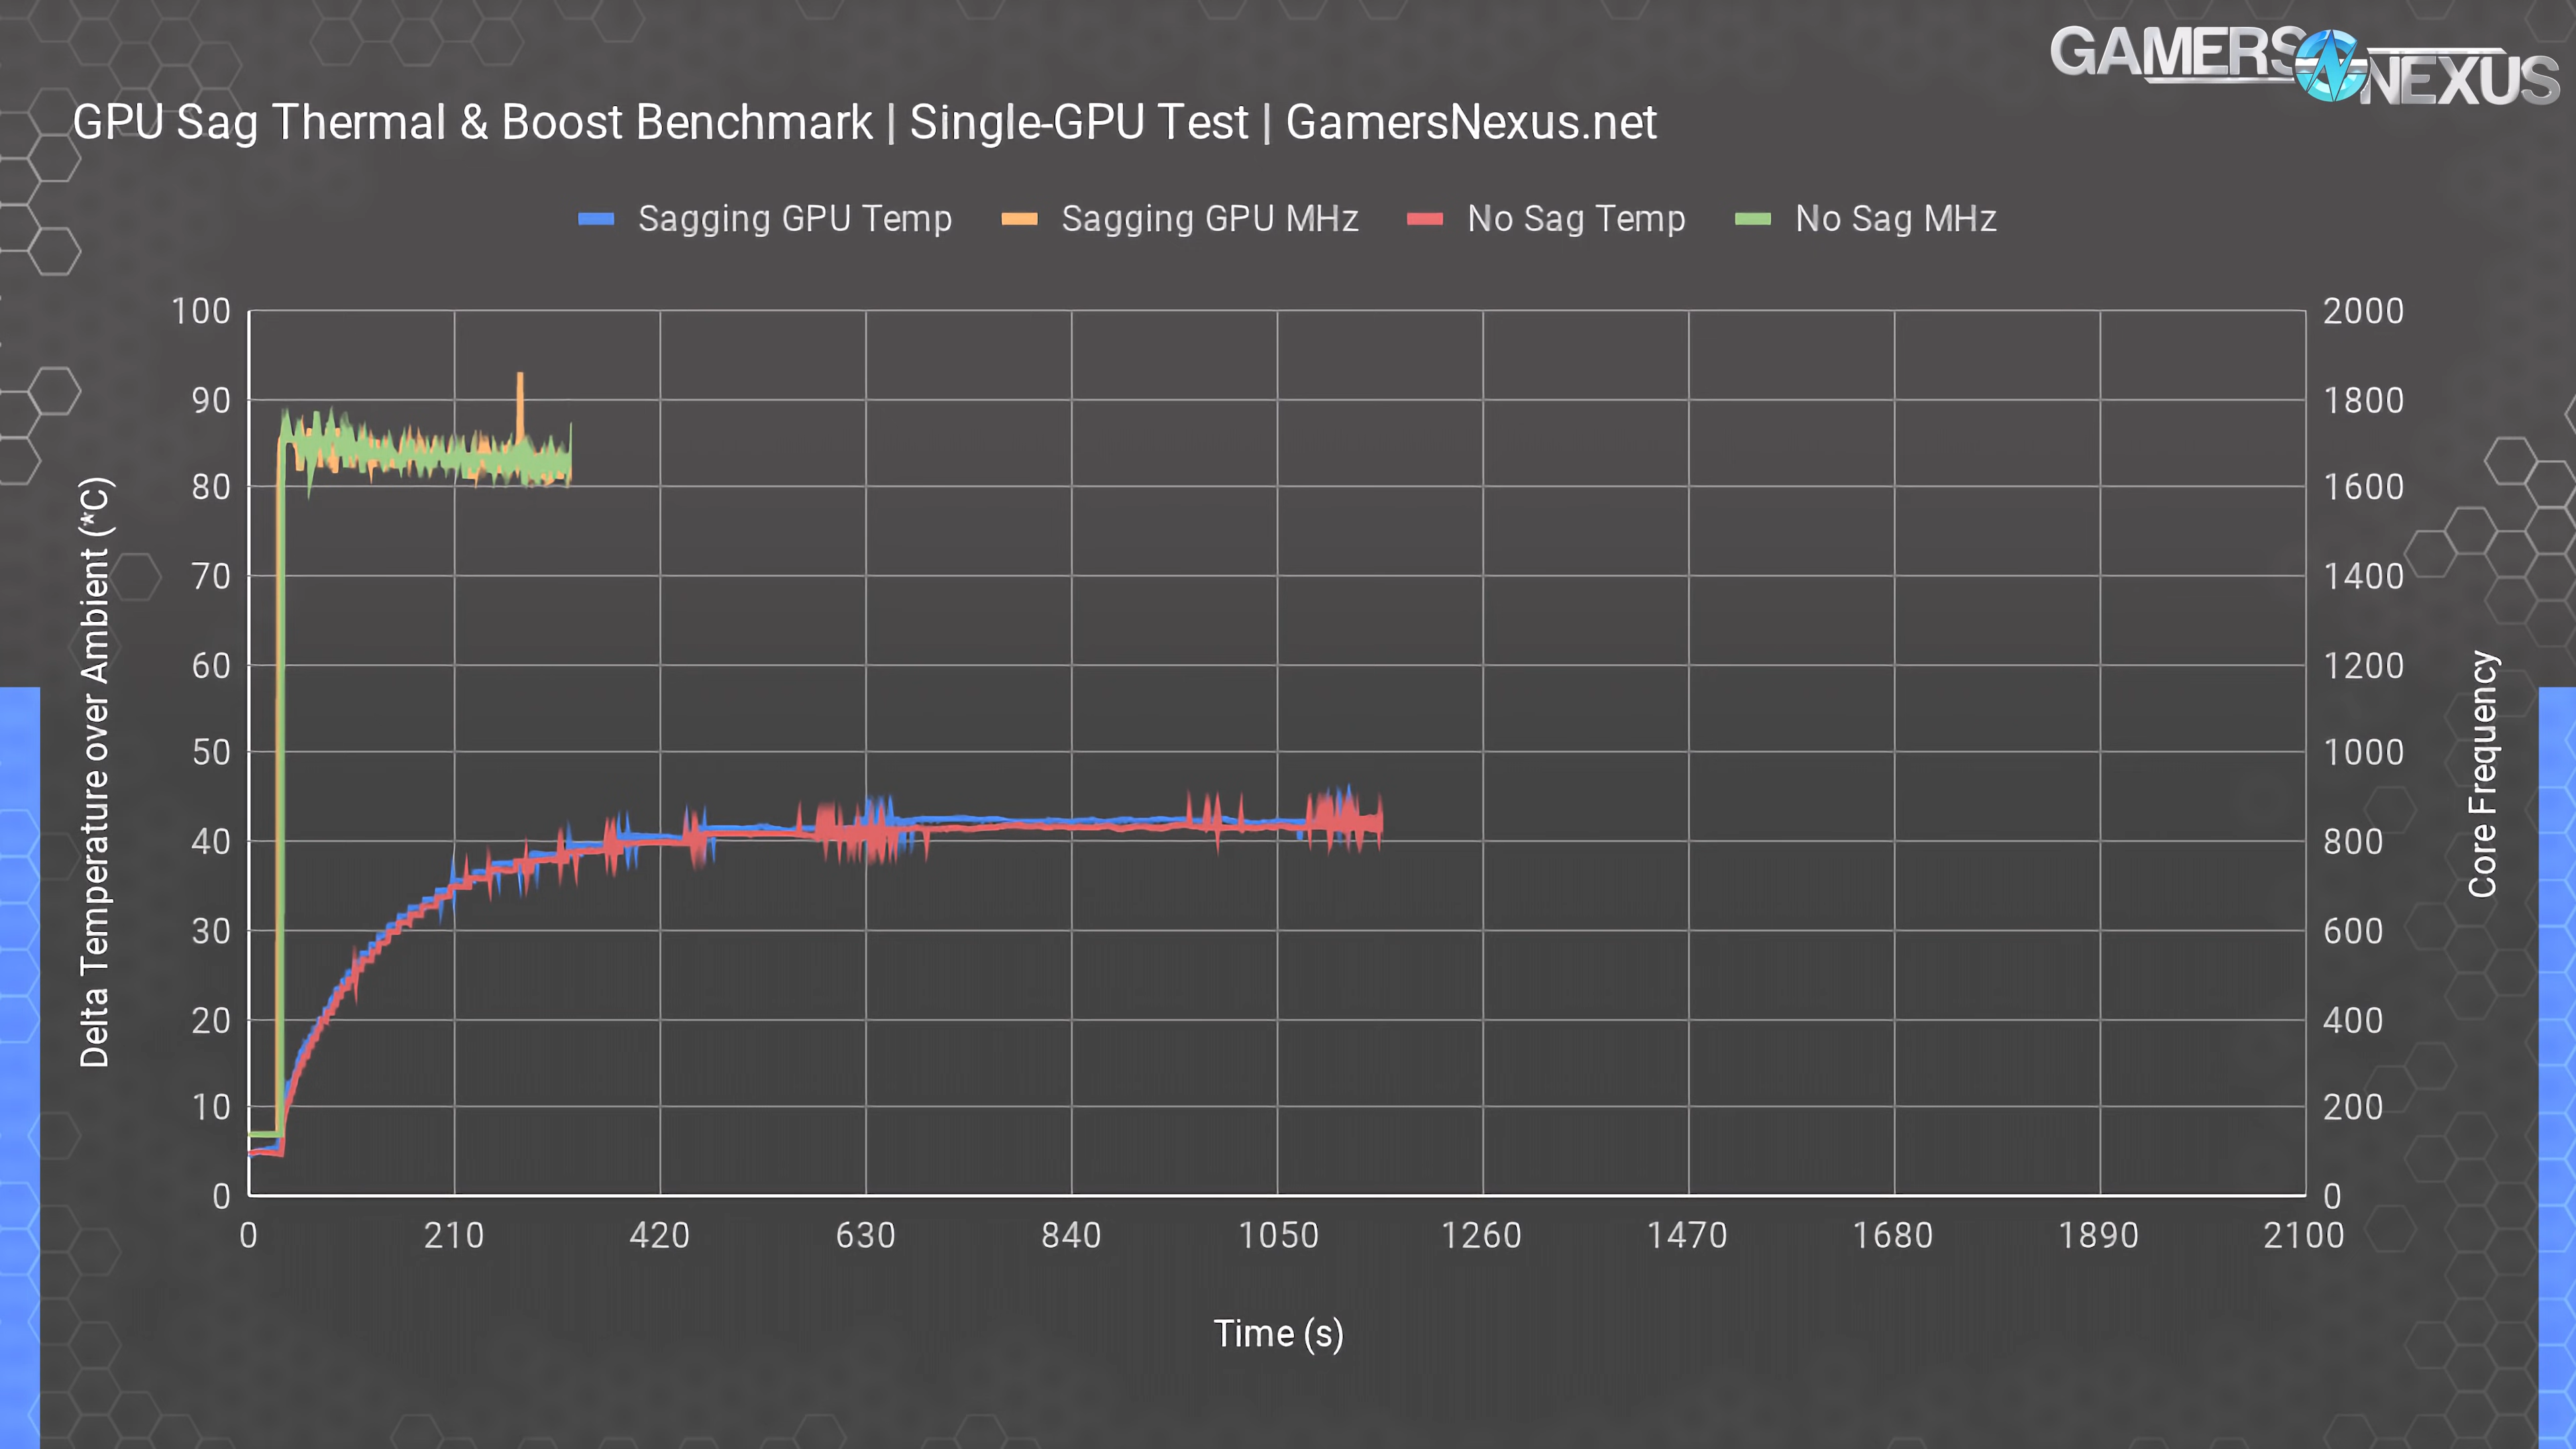 GAMERS NEXUS
GPU Sag Thermal & Boost Benchmark | Single-GPU Test | GamersNexus.net
Sagging GPU Temp Sagging GPU MHz No Sag Temp No Sag MHz
100 2000
90 1800
80 1600
70 1400
60 1200
50 1000
40 800
30 600
20 400
10 200
0 0
Delta Temperature over Ambient (*C)
Core Frequency
0 210 420 630 840 1050 1260 1470 1680 1890 2100
Time (s)